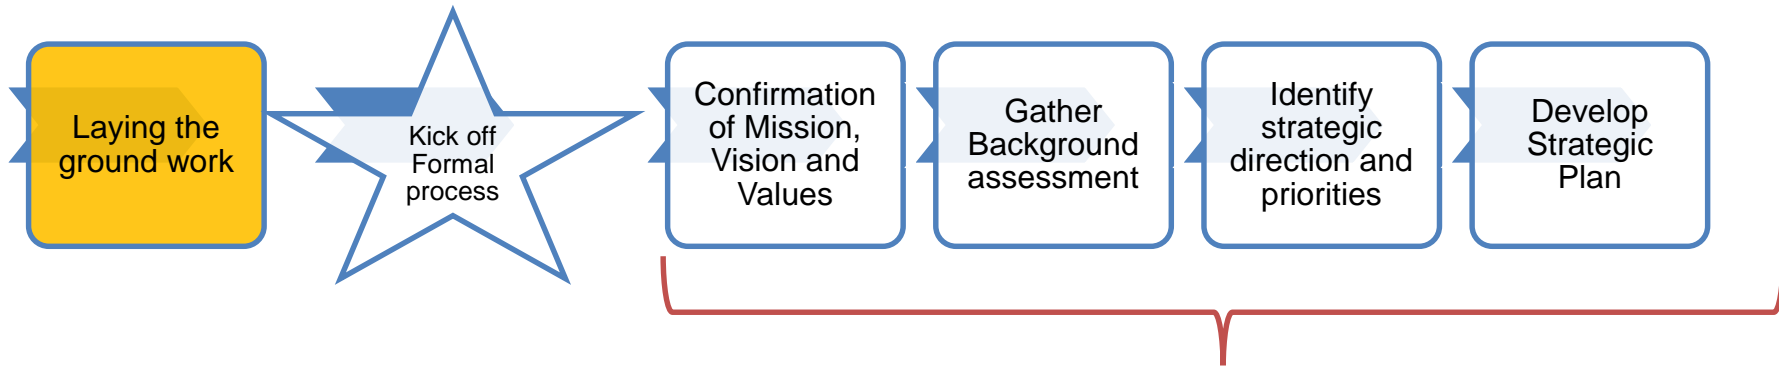 Laying the
ground work
Kick off
Formal
process
Confirmation
of Mission,
Vision and
Values
Gather
Background
assessment
Identify
strategic
direction and
priorities
Develop
Strategic
Plan